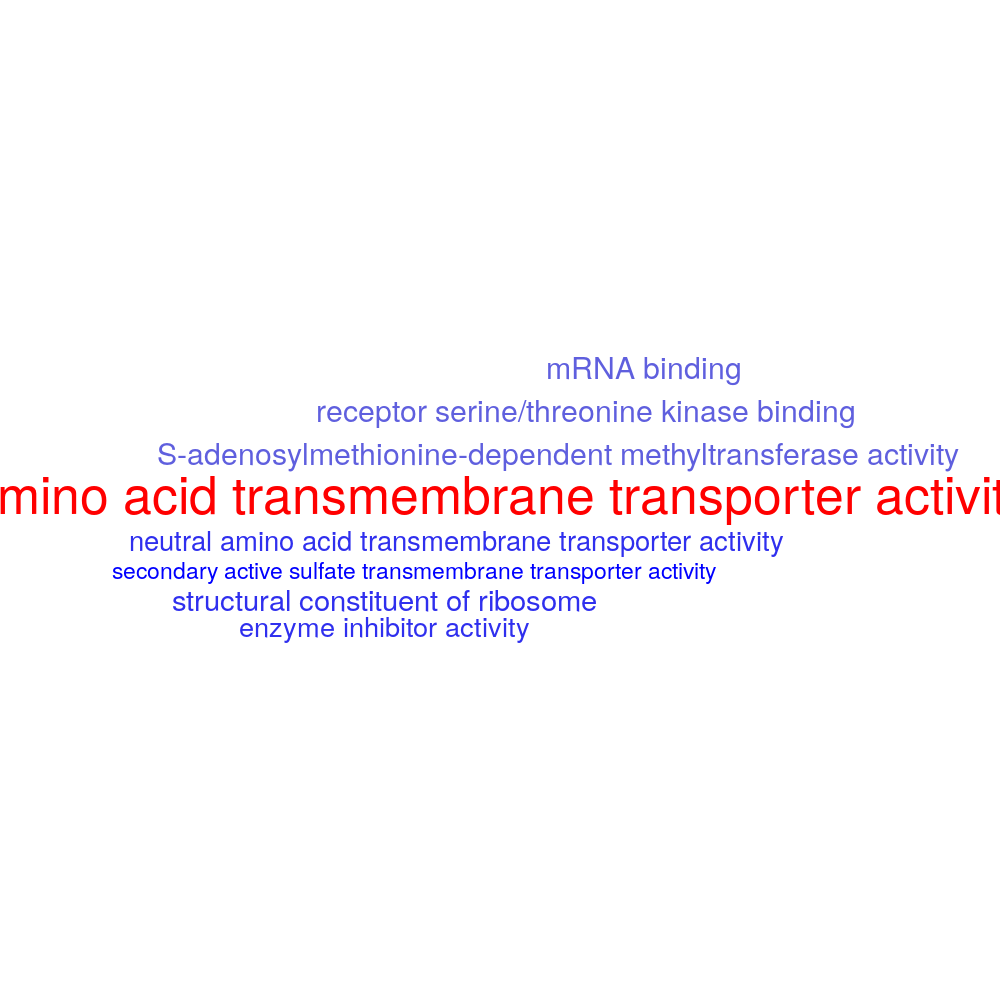 mRNA binding
receptor serine/threonine kinase binding
S-adenosylmethionine-dependent methyltransferase activity
mino acid transmembrane transporter activit
neutral amino acid transmembrane transporter activity
secondary active sulfate transmembrane transporter activity
structural constituent of ribosome
enzyme inhibitor activity